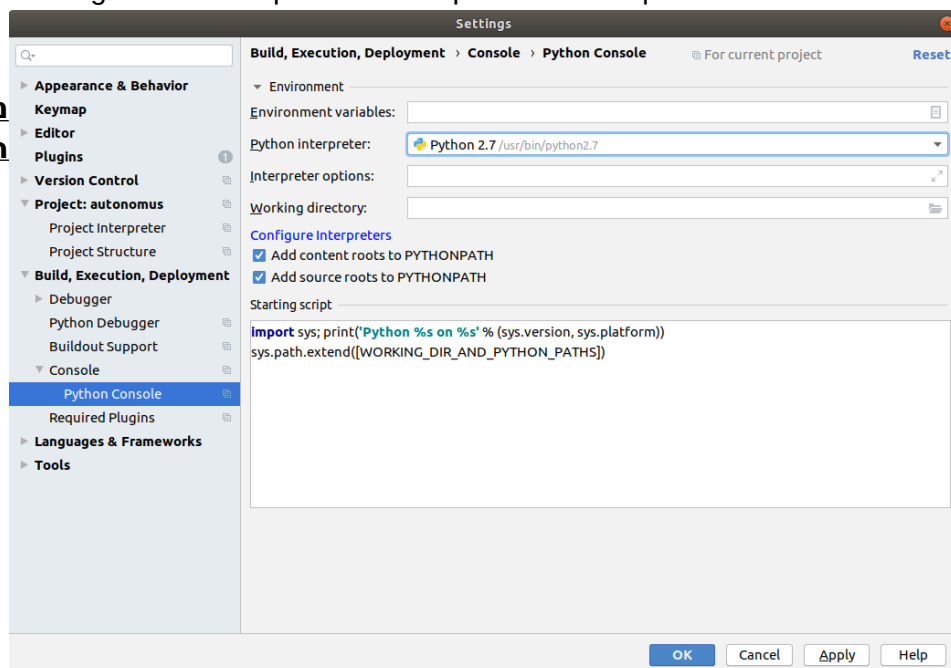 Settings
Build, Execution, Deployment › Console › Python Console
For current project
Reset
Appearance & Behavior
Keymap
Editor
Plugins
1
Version Control
Project: autonomus
Project Interpreter
Project Structure
Build, Execution, Deployment
Debugger
Python Debugger
Buildout Support
Console
Python Console
Required Plugins
Languages & Frameworks
Tools
Environment
Environment variables:
Python interpreter:
Python 2.7 /usr/bin/python2.7
Interpreter options:
Working directory:
Configure Interpreters
Add content roots to PYTHONPATH
Add source roots to PYTHONPATH
Starting script
import sys; print('Python %s on %s' % (sys.version, sys.platform))
sys.path.extend([WORKING_DIR_AND_PYTHON_PATHS])
OK
Cancel
Apply
Help